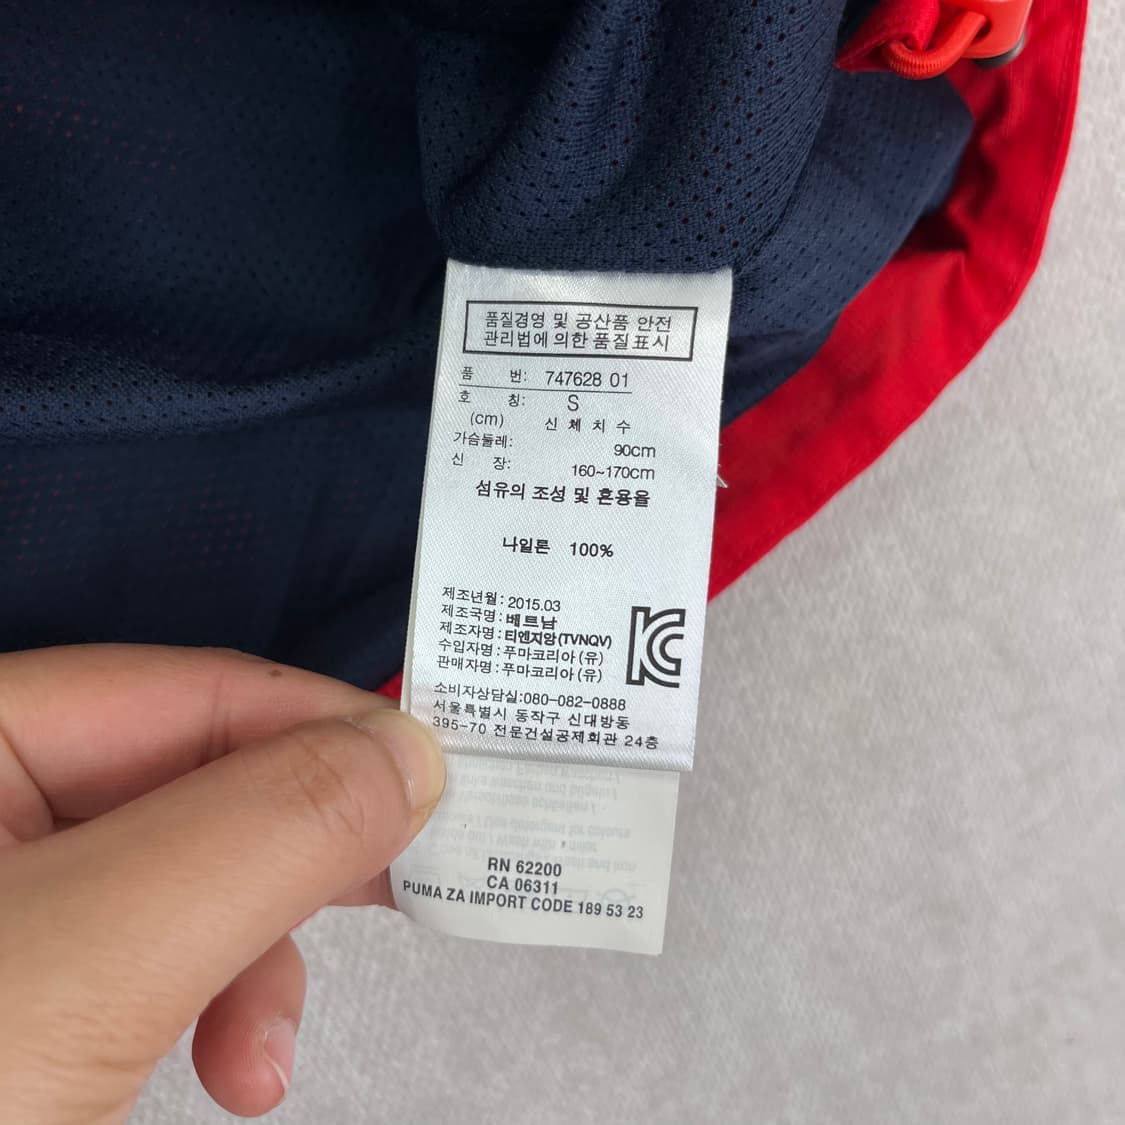 품질경영 및 공산품 안전
관리법에 의한 품질표시
품 번: 747628 01
호 칭: S
(cm) 신 체 치 수
가슴둘레: 90cm
신 장: 160~170cm
섬유의 조성 및 혼용율
나일론 100%
제조년월: 2015.03
제조국명: 베트남
제조자명: 티엔지앙(TVNQV)
수입자명: 푸마코리아(유)
판매자명: 푸마코리아(유)
소비자상담실:080-082-0888
서울특별시 동작구 신대방동
395-70 전문건설공제회관 24층
RN 62200
CA 06311
PUMA ZA IMPORT CODE 189 53 23